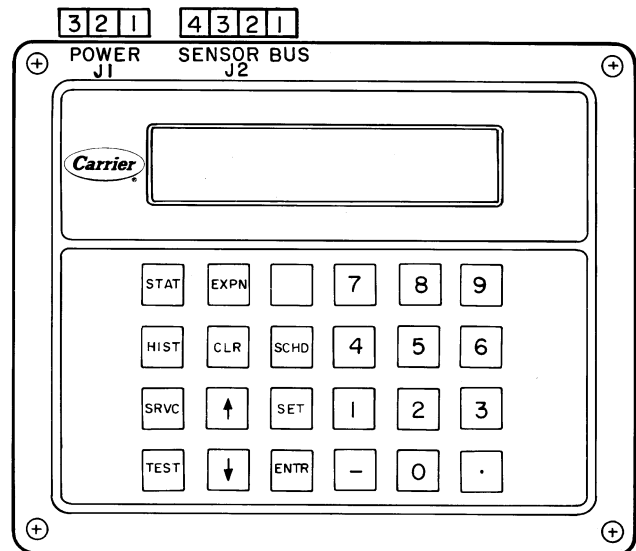 3 2 1 4 3 2 1
POWER SENSOR BUS
J1 J2
Carrier
®
STAT EXPN 7 8 9
HIST CLR SCHD 4 5 6
SRVC ↑ SET 1 2 3
TEST ↓ ENTR - 0 .